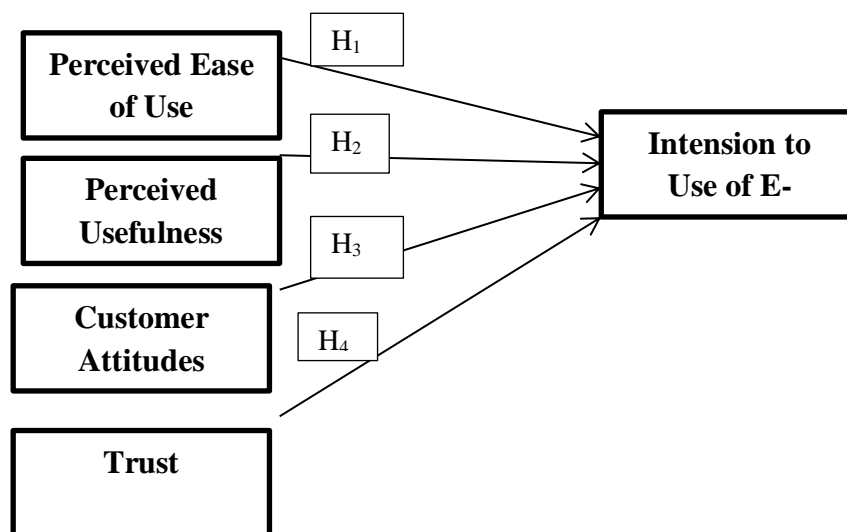 H₁
Perceived Ease
of Use
H₂
Intension to
Use of E-
Perceived
Usefulness
H₃
Customer
Attitudes
H₄
Trust